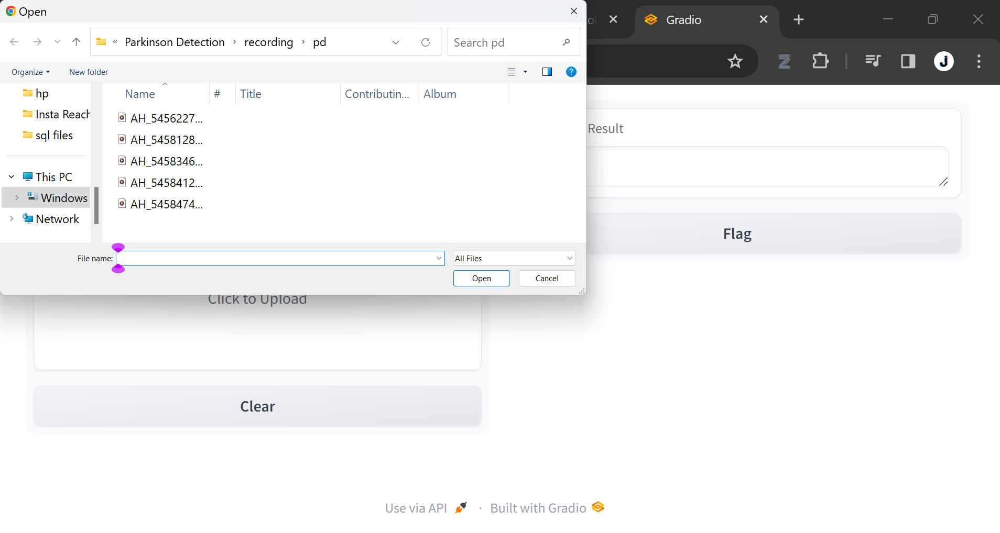 Open
Gradio
« Parkinson Detection › recording › pd
Search pd
Organize
New folder
hp
Insta Reach
sql files
This PC
Windows
Network
Name
#
Title
Contributin...
Album
AH_5456227...
AH_5458128...
AH_5458346...
AH_5458412...
AH_5458474...
File name:
All Files
Open
Cancel
Result
Flag
Click to Upload
Clear
Use via API · Built with Gradio